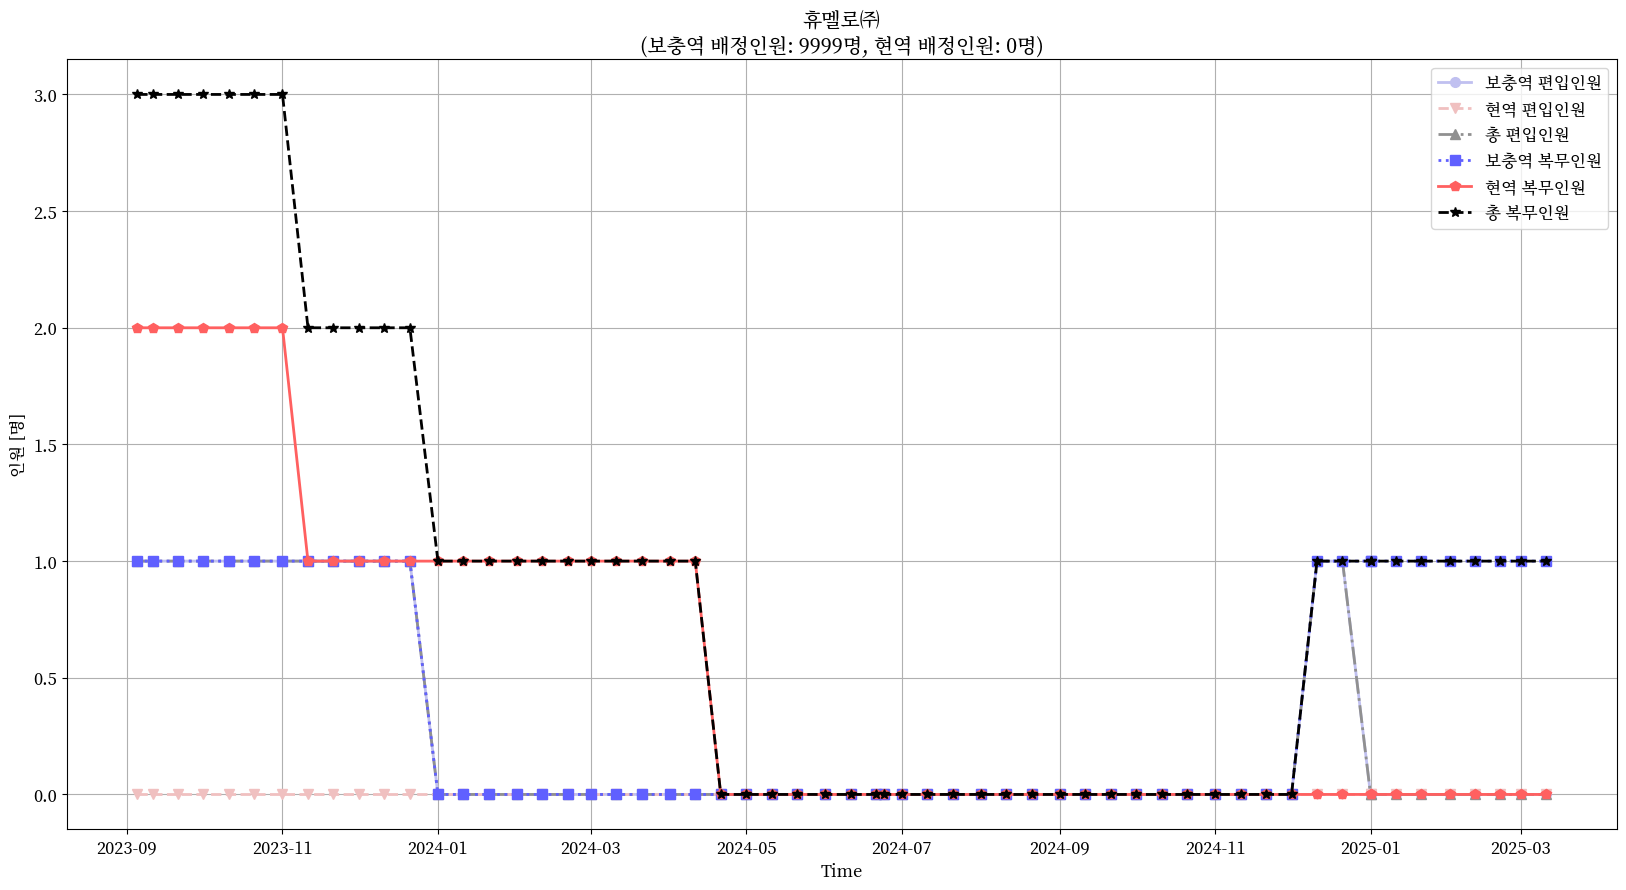 휴멜로㈜
(보충역 배정인원: 9999명, 현역 배정인원: 0명)
보충역 편입인원
현역 편입인원
총 편입인원
보충역 복무인원
현역 복무인원
총 복무인원
인원 [명]
3.0
2.5
2.0
1.5
1.0
0.5
0.0
2023-09
2023-11
2024-01
2024-03
2024-05
2024-07
2024-09
2024-11
2025-01
2025-03
Time